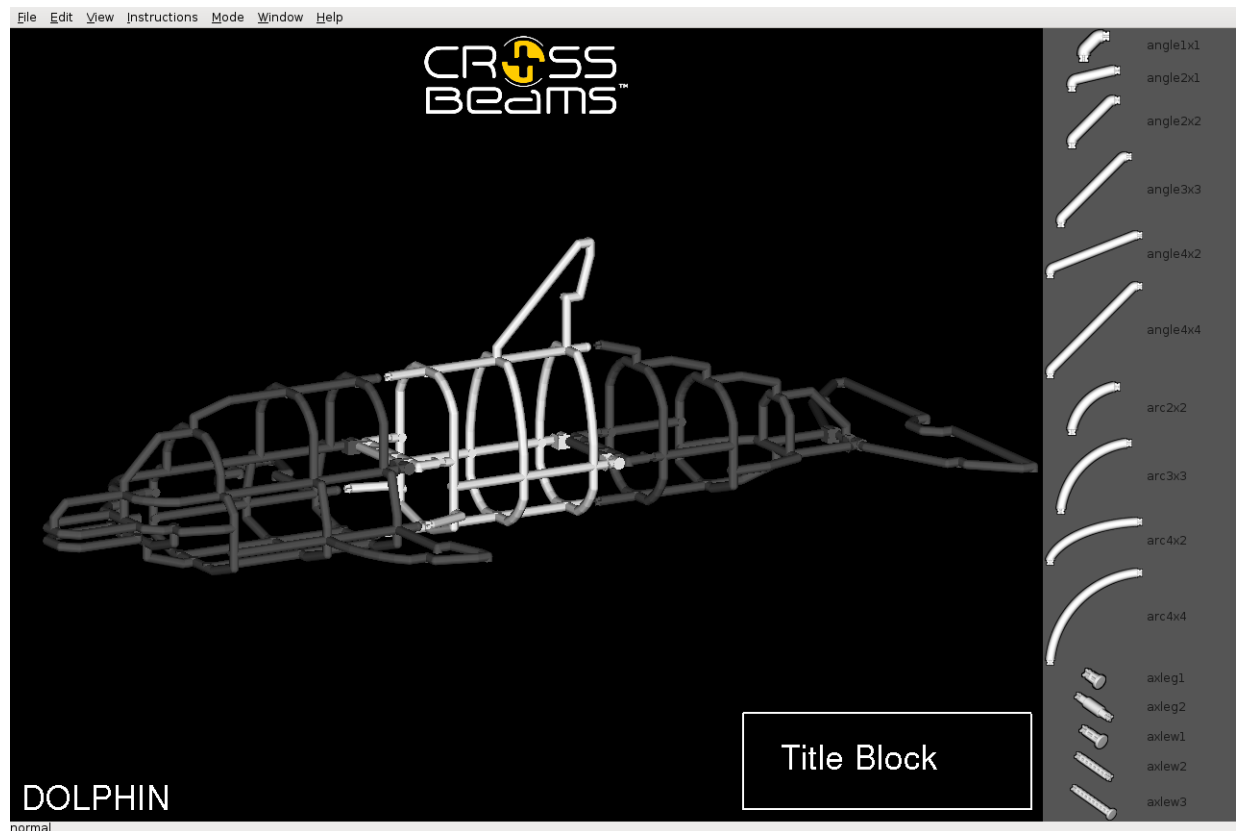 File Edit View Instructions Mode Window Help
CROSS
BeamS™
angle1x1
angle2x1
angle2x2
angle3x3
angle4x2
angle4x4
arc2x2
arc3x3
arc4x2
arc4x4
axleg1
axleg2
axlew1
axlew2
axlew3
Title Block
DOLPHIN
normal